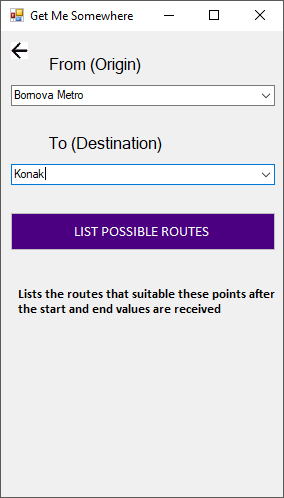 Get Me Somewhere
From (Origin)
Bornova Metro
To (Destination)
Konak
LIST POSSIBLE ROUTES
Lists the routes that suitable these points after
the start and end values are received